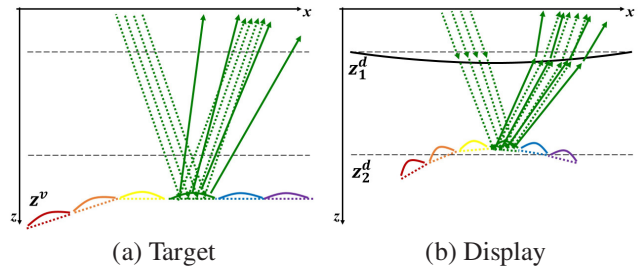 x
z^v
z
(a) Target
x
z_1^d
z_2^d
z
(b) Display